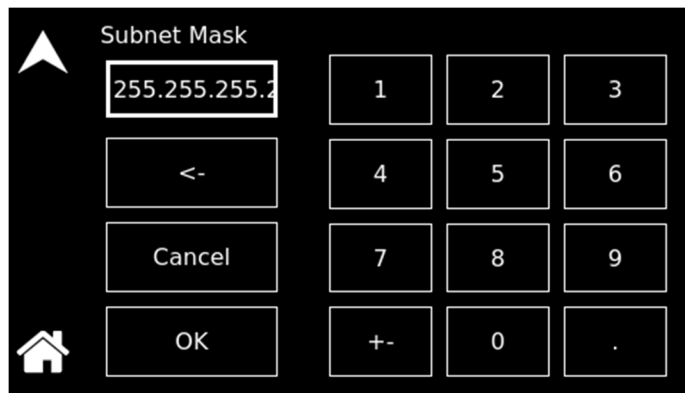 Subnet Mask
255.255.255.2
1 2 3
<- 4 5 6
Cancel 7 8 9
OK +- 0 .